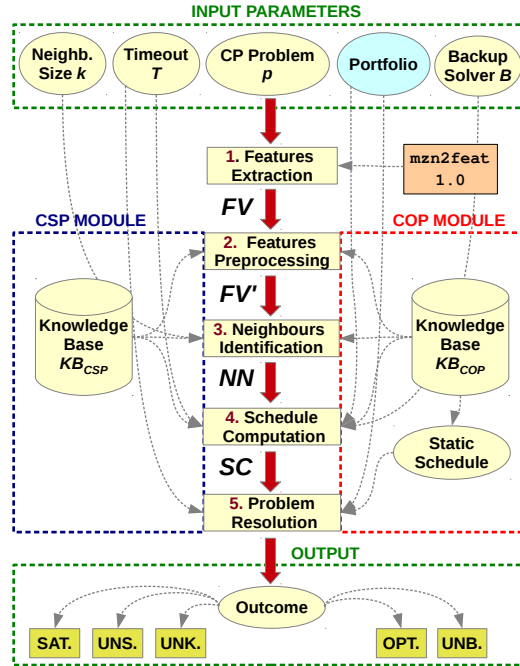 INPUT PARAMETERS
Neighb.
Size k
Timeout
T
CP Problem
p
Portfolio
Backup
Solver B
1. Features
Extraction
mzn2feat
1.0
FV
CSP MODULE
COP MODULE
2. Features
Preprocessing
FV'
Knowledge
Base
KBCSP
3. Neighbours
Identification
Knowledge
Base
KBCOP
NN
4. Schedule
Computation
Static
Schedule
SC
5. Problem
Resolution
OUTPUT
Outcome
SAT.
UNS.
UNK.
OPT.
UNB.